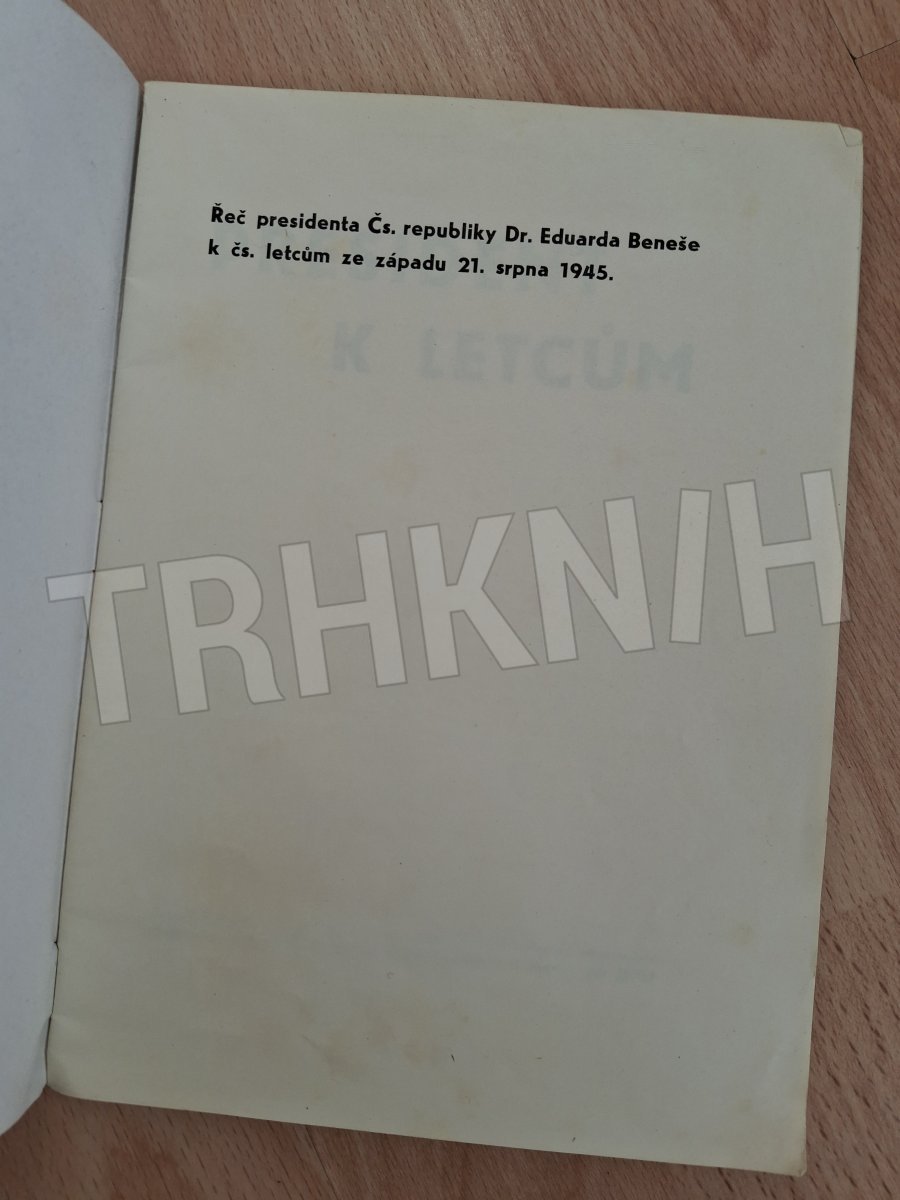 Řeč presidenta Čs. republiky Dr. Eduarda Beneše
k čs. letcům ze západu 21. srpna 1945.
K LETCŮM
TRHKNIH